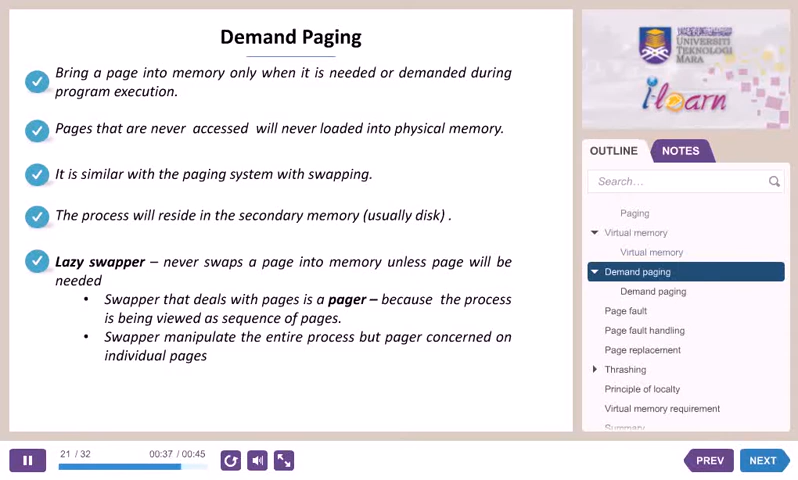 Demand Paging
Bring a page into memory only when it is needed or demanded during
program execution.
Pages that are never accessed will never loaded into physical memory.
It is similar with the paging system with swapping.
The process will reside in the secondary memory (usually disk) .
Lazy swapper – never swaps a page into memory unless page will be
needed
• Swapper that deals with pages is a pager – because the process
is being viewed as sequence of pages.
• Swapper manipulate the entire process but pager concerned on
individual pages
UNIVERSITI
TEKNOLOGI
MARA
i-Learn
OUTLINE
NOTES
Search...
Paging
Virtual memory
Virtual memory
Demand paging
Demand paging
Page fault
Page fault handling
Page replacement
Thrashing
Principle of localty
Virtual memory requirement
Summary
21 / 32
00:37 / 00:45
PREV
NEXT